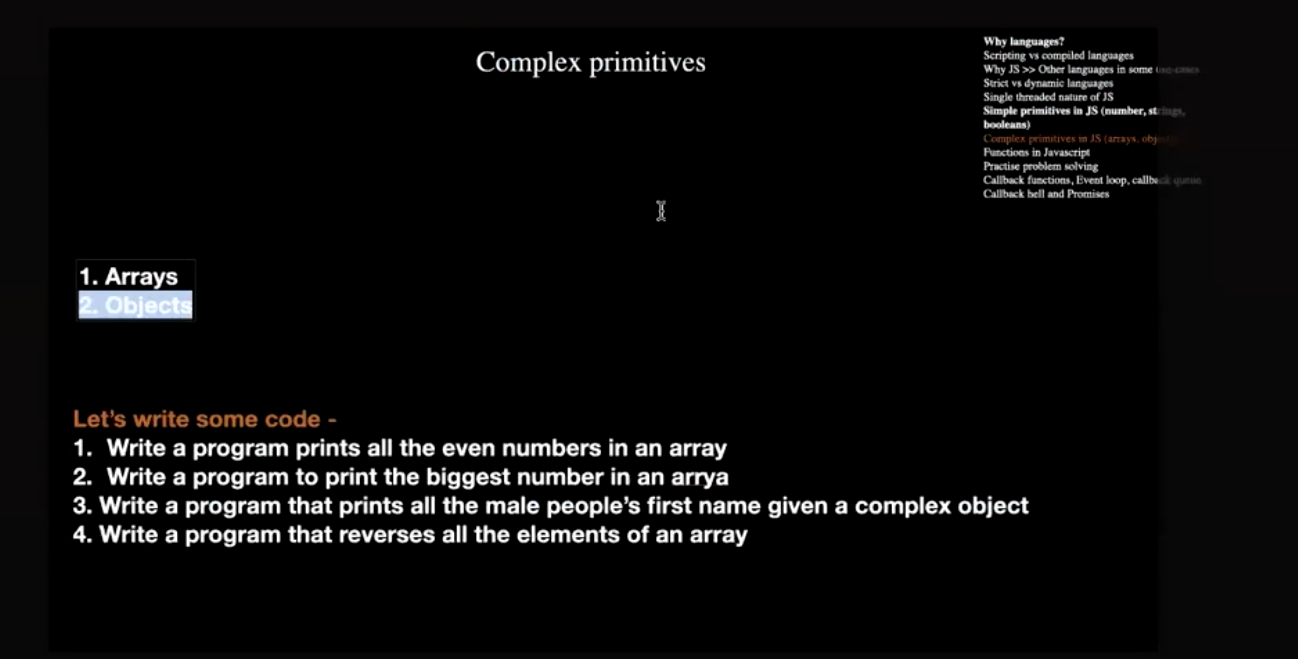 Complex primitives
Why languages?
Scripting vs compiled languages
Why JS >> Other languages in some use-cases
Strict vs dynamic languages
Single threaded nature of JS
Simple primitives in JS (number, strings,
booleans)
Complex primitives in JS (arrays,
Functions in Javascript
Practise problem solving
Callback functions, Event loop, callback queue
Callback hell and Promises
1. Arrays
2. Objects
Let's write some code -
1. Write a program prints all the even numbers in an array
2. Write a program to print the biggest number in an arrya
3. Write a program that prints all the male people's first name given a complex object
4. Write a program that reverses all the elements of an array